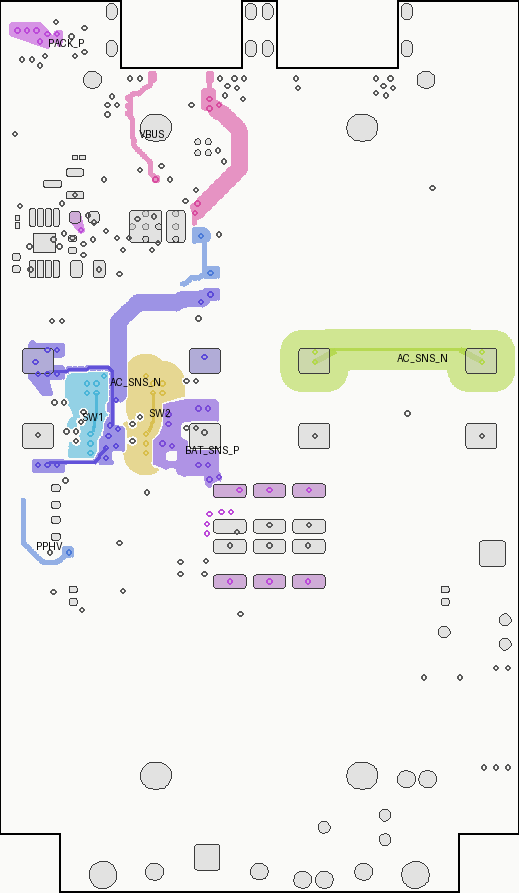 PACK_P
VBUS
AC_SNS_N
AC_SNS_N
SW1
SW2
BAT_SNS_P
PPHV